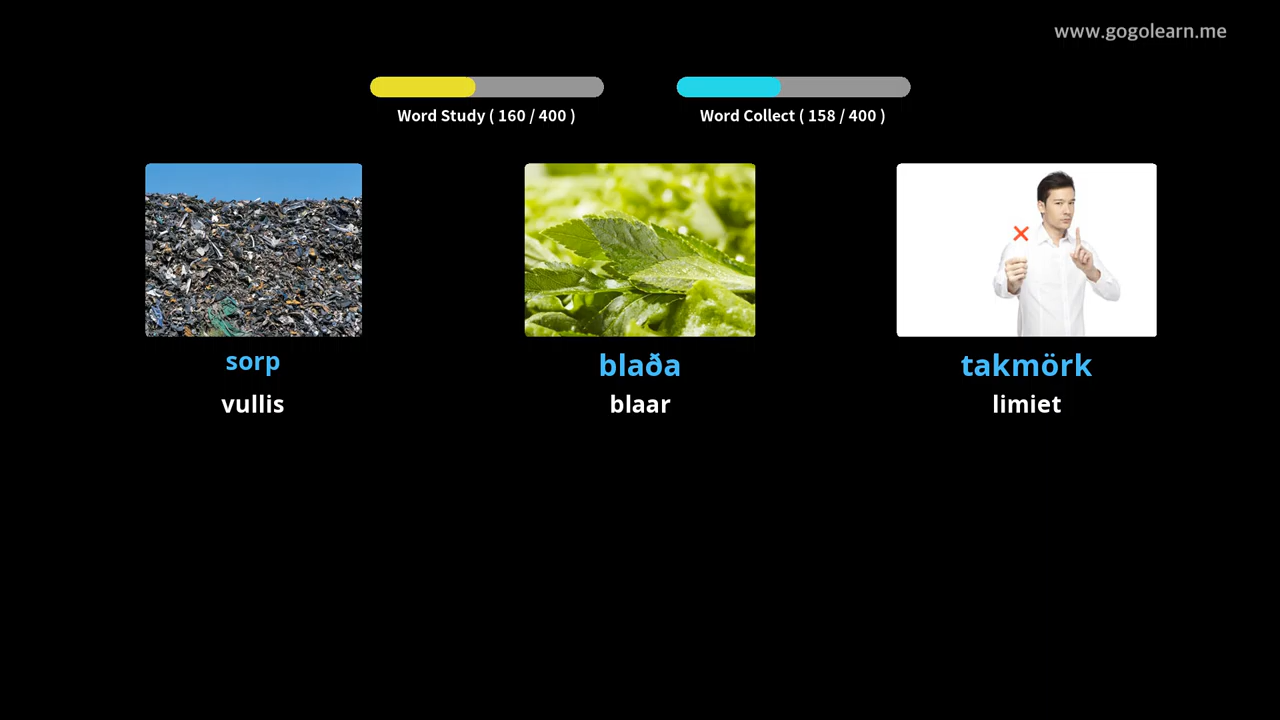 www.gogolearn.me
Word Study ( 160 / 400 )
Word Collect ( 158 / 400 )
sorp
vullis
blaða
blaar
takmörk
limiet